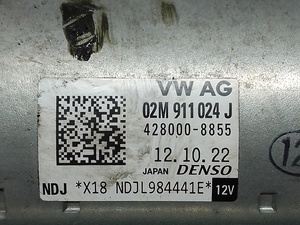 VW AG
02M 911 024 J
428000-8855
12.10.22
JAPAN DENSO
NDJ *X18 NDJL984441E* 12V